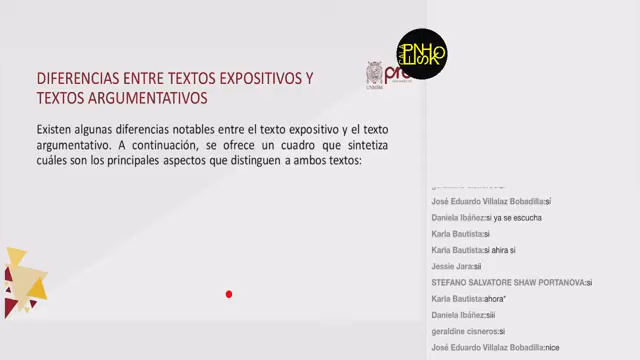 DIFERENCIAS ENTRE TEXTOS EXPOSITIVOS Y
TEXTOS ARGUMENTATIVOS
Existen algunas diferencias notables entre el texto expositivo y el texto
argumentativo. A continuación, se ofrece un cuadro que sintetiza
cuáles son los principales aspectos que distinguen a ambos textos:
José Eduardo Villalaz Bobadilla:sí
Daniela Ibáñez:si ya se escucha
Karla Bautista:si
Karla Bautista:si ahira si
Jessie Jara:sii
STEFANO SALVATORE SHAW PORTANOVA:si
Karla Bautista:ahora*
Daniela Ibáñez:siii
geraldine cisneros:si
José Eduardo Villalaz Bobadilla:nice